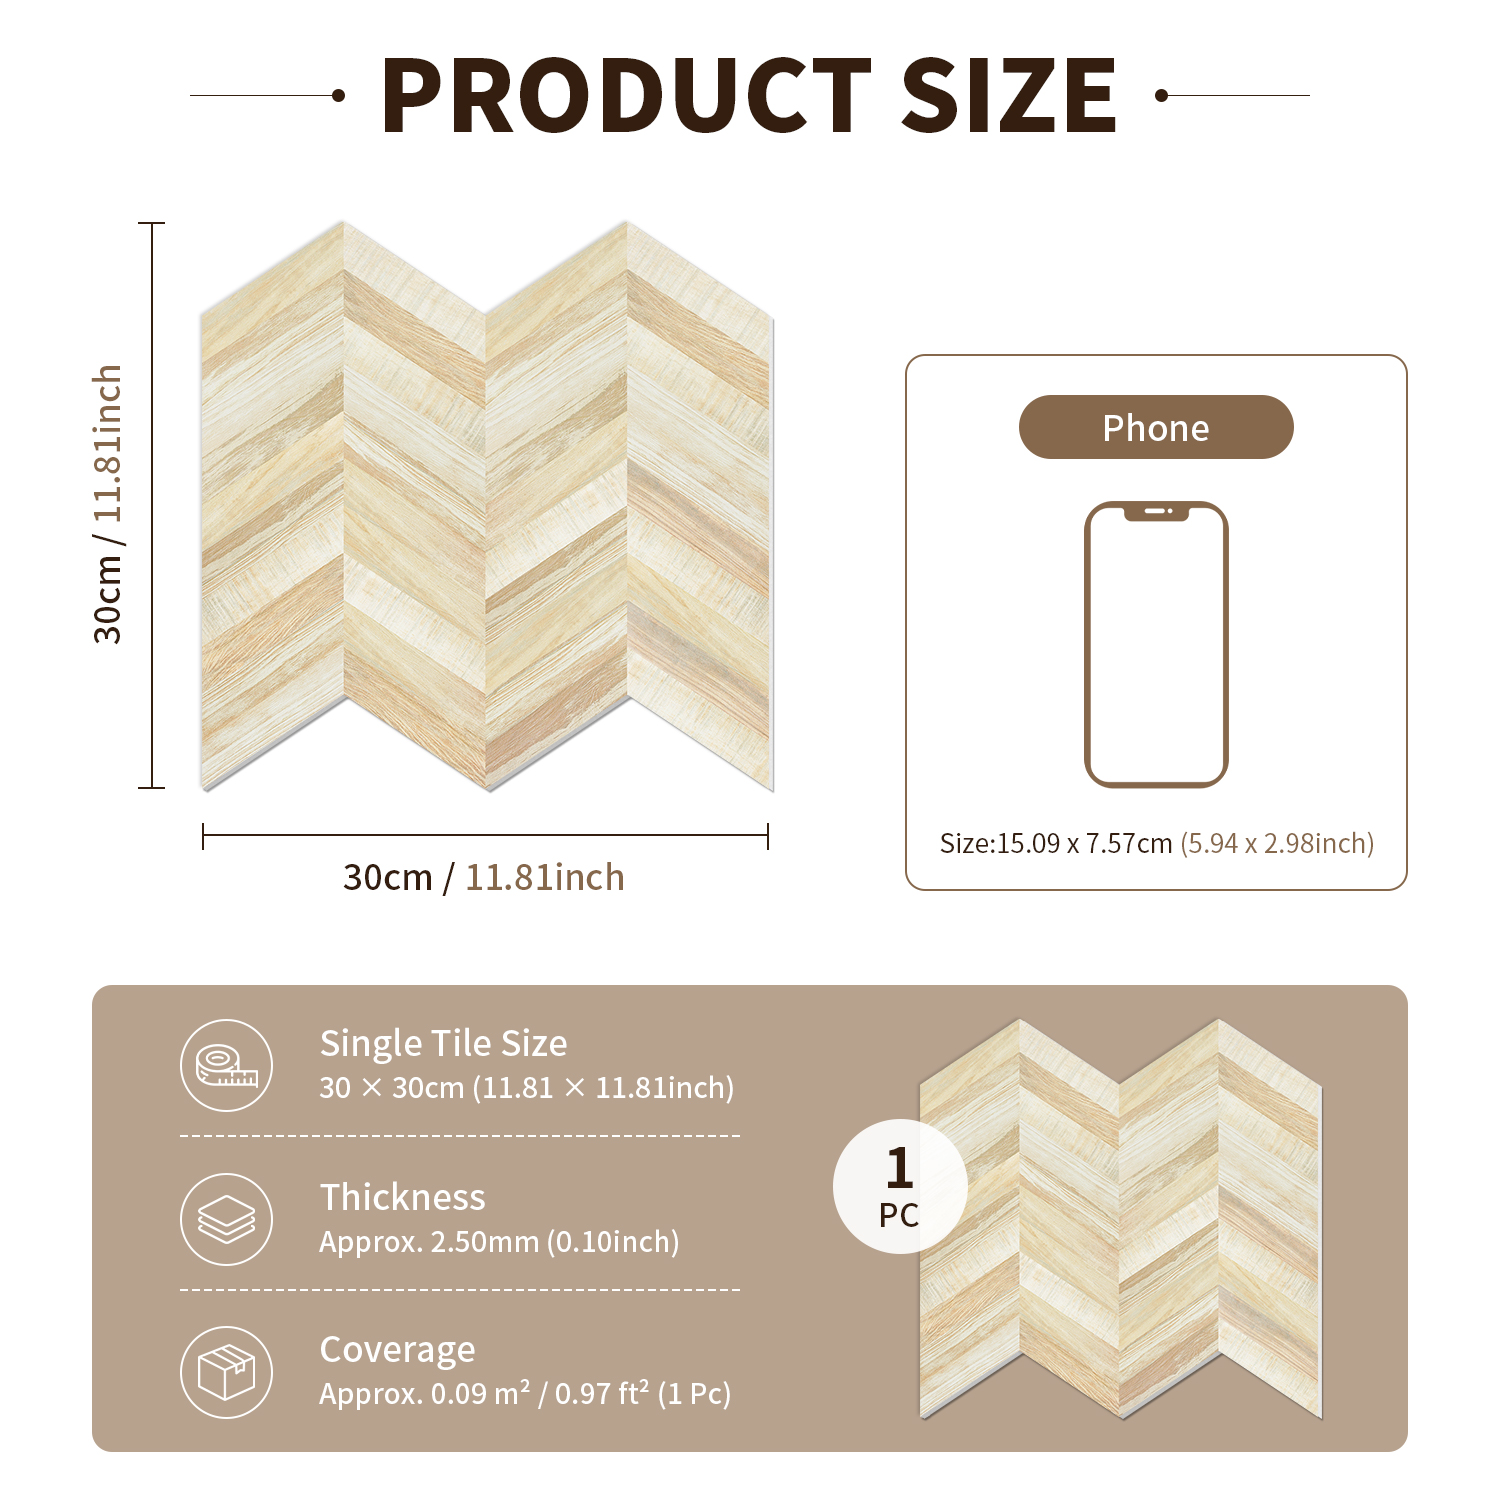 PRODUCT SIZE
30cm / 11.81inch
30cm / 11.81inch
Phone
Size:15.09 x 7.57cm (5.94 x 2.98inch)
Single Tile Size
30 × 30cm (11.81 × 11.81inch)
Thickness
Approx. 2.50mm (0.10inch)
Coverage
Approx. 0.09 m² / 0.97 ft² (1 Pc)
1
PC